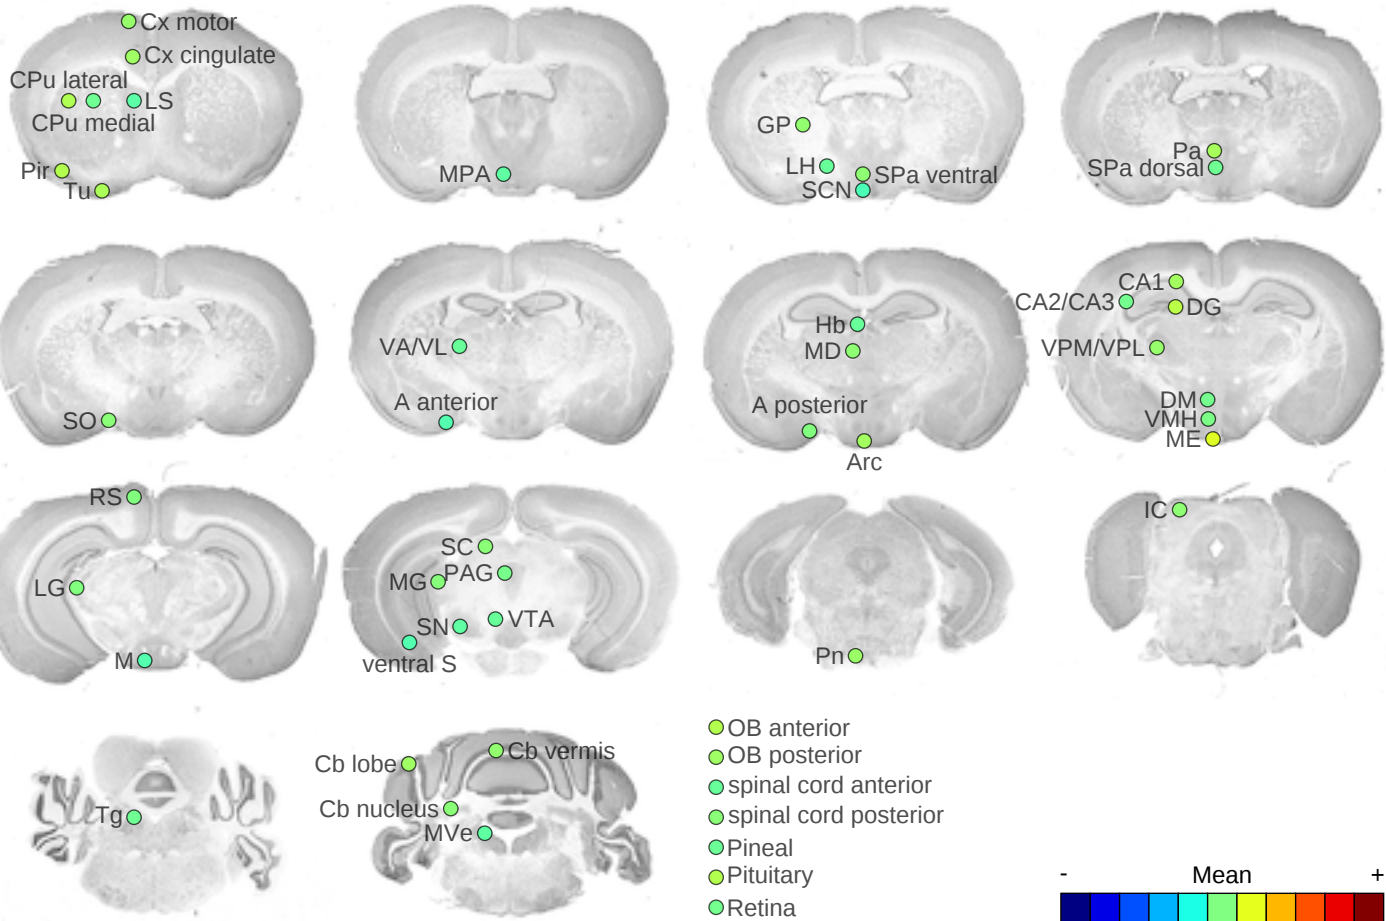 Cx motor
Cx cingulate
CPu lateral
LS
CPu medial
Pir
Tu
MPA
GP
LH
SPa ventral
SCN
Pa
SPa dorsal
SO
VA/VL
A anterior
Hb
MD
A posterior
Arc
CA1
CA2/CA3
DG
VPM/VPL
DM
VMH
ME
RS
LG
M
SC
MG
PAG
SN
VTA
ventral S
Pn
IC
Tg
Cb lobe
Cb vermis
Cb nucleus
MVe
OB anterior
OB posterior
spinal cord anterior
spinal cord posterior
Pineal
Pituitary
Retina
- Mean +